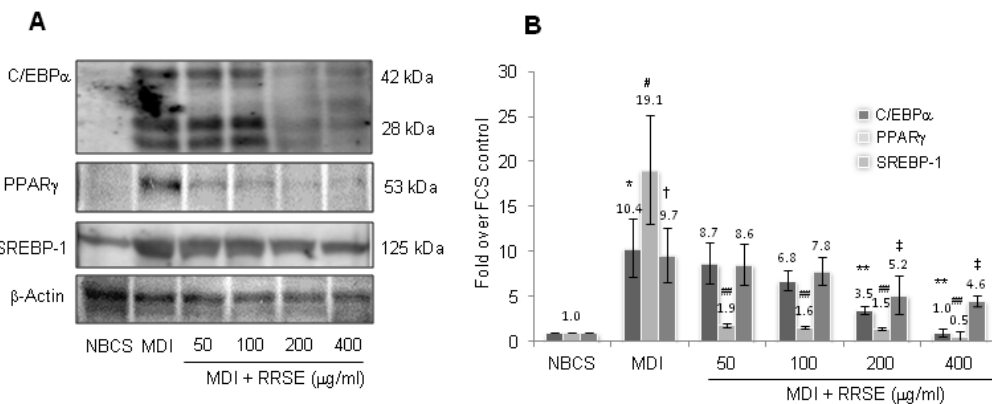 A
C/EBPα
42 kDa
28 kDa
PPARγ
53 kDa
SREBP-1
125 kDa
β-Actin
NBCS MDI 50 100 200 400
MDI + RRSE (μg/ml)
B
Fold over FCS control
30
25
20
15
10
5
0
C/EBPα
PPARγ
SREBP-1
1.0
*
10.4
#
19.1
†
9.7
8.7
##
1.9
8.6
6.8
##
1.6
7.8
**
3.5
##
1.5
‡
5.2
**
1.0
##
0.5
‡
4.6
NBCS MDI 50 100 200 400
MDI + RRSE (μg/ml)